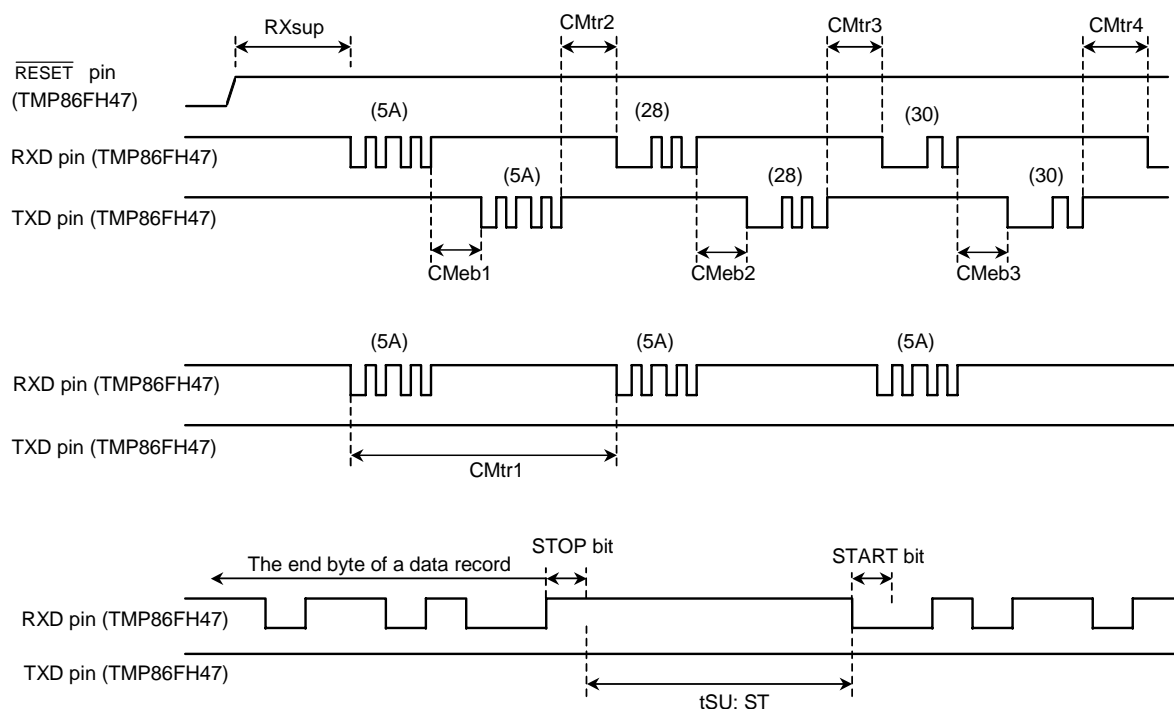 RXsup
CMtr2
CMtr3
CMtr4
RESET pin
(TMP86FH47)
(5A)
(28)
(30)
RXD pin (TMP86FH47)
(5A)
(28)
(30)
TXD pin (TMP86FH47)
CMeb1
CMeb2
CMeb3
(5A)
(5A)
(5A)
RXD pin (TMP86FH47)
TXD pin (TMP86FH47)
CMtr1
STOP bit
START bit
The end byte of a data record
RXD pin (TMP86FH47)
TXD pin (TMP86FH47)
tSU: ST